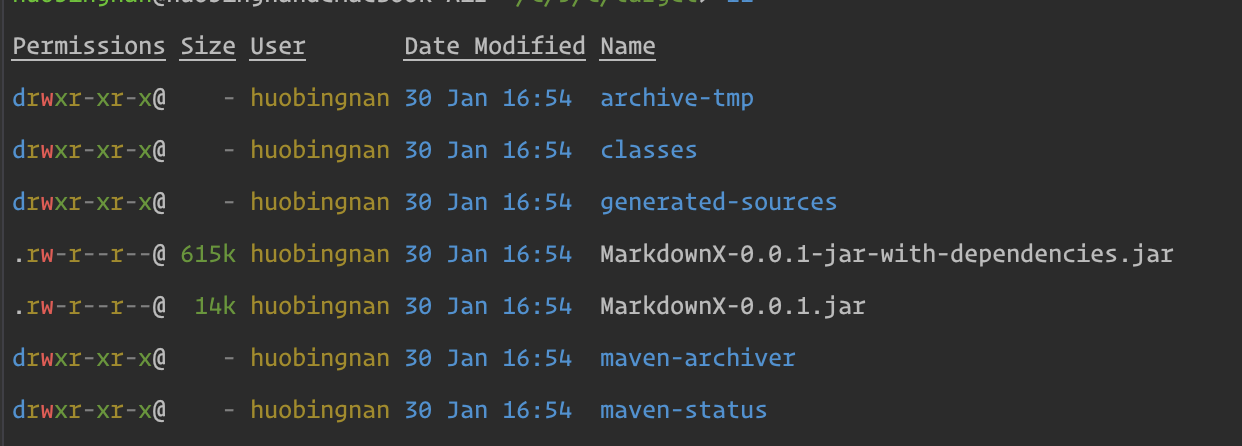 Permissions Size User Date Modified Name
drwxr-xr-x@ - huobingnan 30 Jan 16:54 archive-tmp
drwxr-xr-x@ - huobingnan 30 Jan 16:54 classes
drwxr-xr-x@ - huobingnan 30 Jan 16:54 generated-sources
.rw-r--r--@ 615k huobingnan 30 Jan 16:54 MarkdownX-0.0.1-jar-with-dependencies.jar
.rw-r--r--@ 14k huobingnan 30 Jan 16:54 MarkdownX-0.0.1.jar
drwxr-xr-x@ - huobingnan 30 Jan 16:54 maven-archiver
drwxr-xr-x@ - huobingnan 30 Jan 16:54 maven-status